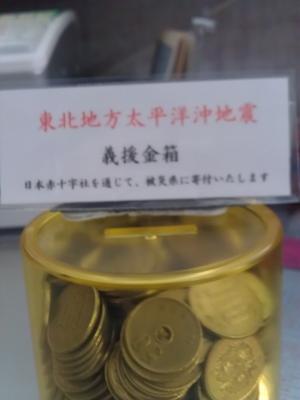 東北地方太平洋沖地震
義援金箱
日本赤十字社を通じて、被災県に寄付いたします